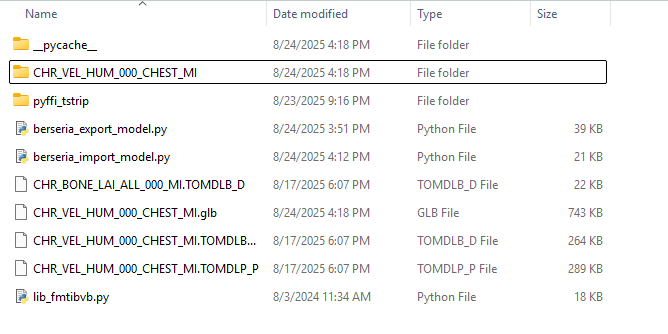 Name Date modified Type Size
__pycache__ 8/24/2025 4:18 PM File folder
CHR_VEL_HUM_000_CHEST_MI 8/24/2025 4:18 PM File folder
pyffi_tstrip 8/23/2025 9:16 PM File folder
berseria_export_model.py 8/24/2025 3:51 PM Python File 39 KB
berseria_import_model.py 8/24/2025 4:12 PM Python File 21 KB
CHR_BONE_LAI_ALL_000_MI.TOMDLB_D 8/17/2025 6:07 PM TOMDLB_D File 22 KB
CHR_VEL_HUM_000_CHEST_MI.glb 8/24/2025 4:18 PM GLB File 743 KB
CHR_VEL_HUM_000_CHEST_MI.TOMDLB... 8/17/2025 6:07 PM TOMDLB_D File 264 KB
CHR_VEL_HUM_000_CHEST_MI.TOMDLP_P 8/17/2025 6:07 PM TOMDLP_P File 289 KB
lib_fmtibvb.py 8/3/2024 11:34 AM Python File 18 KB